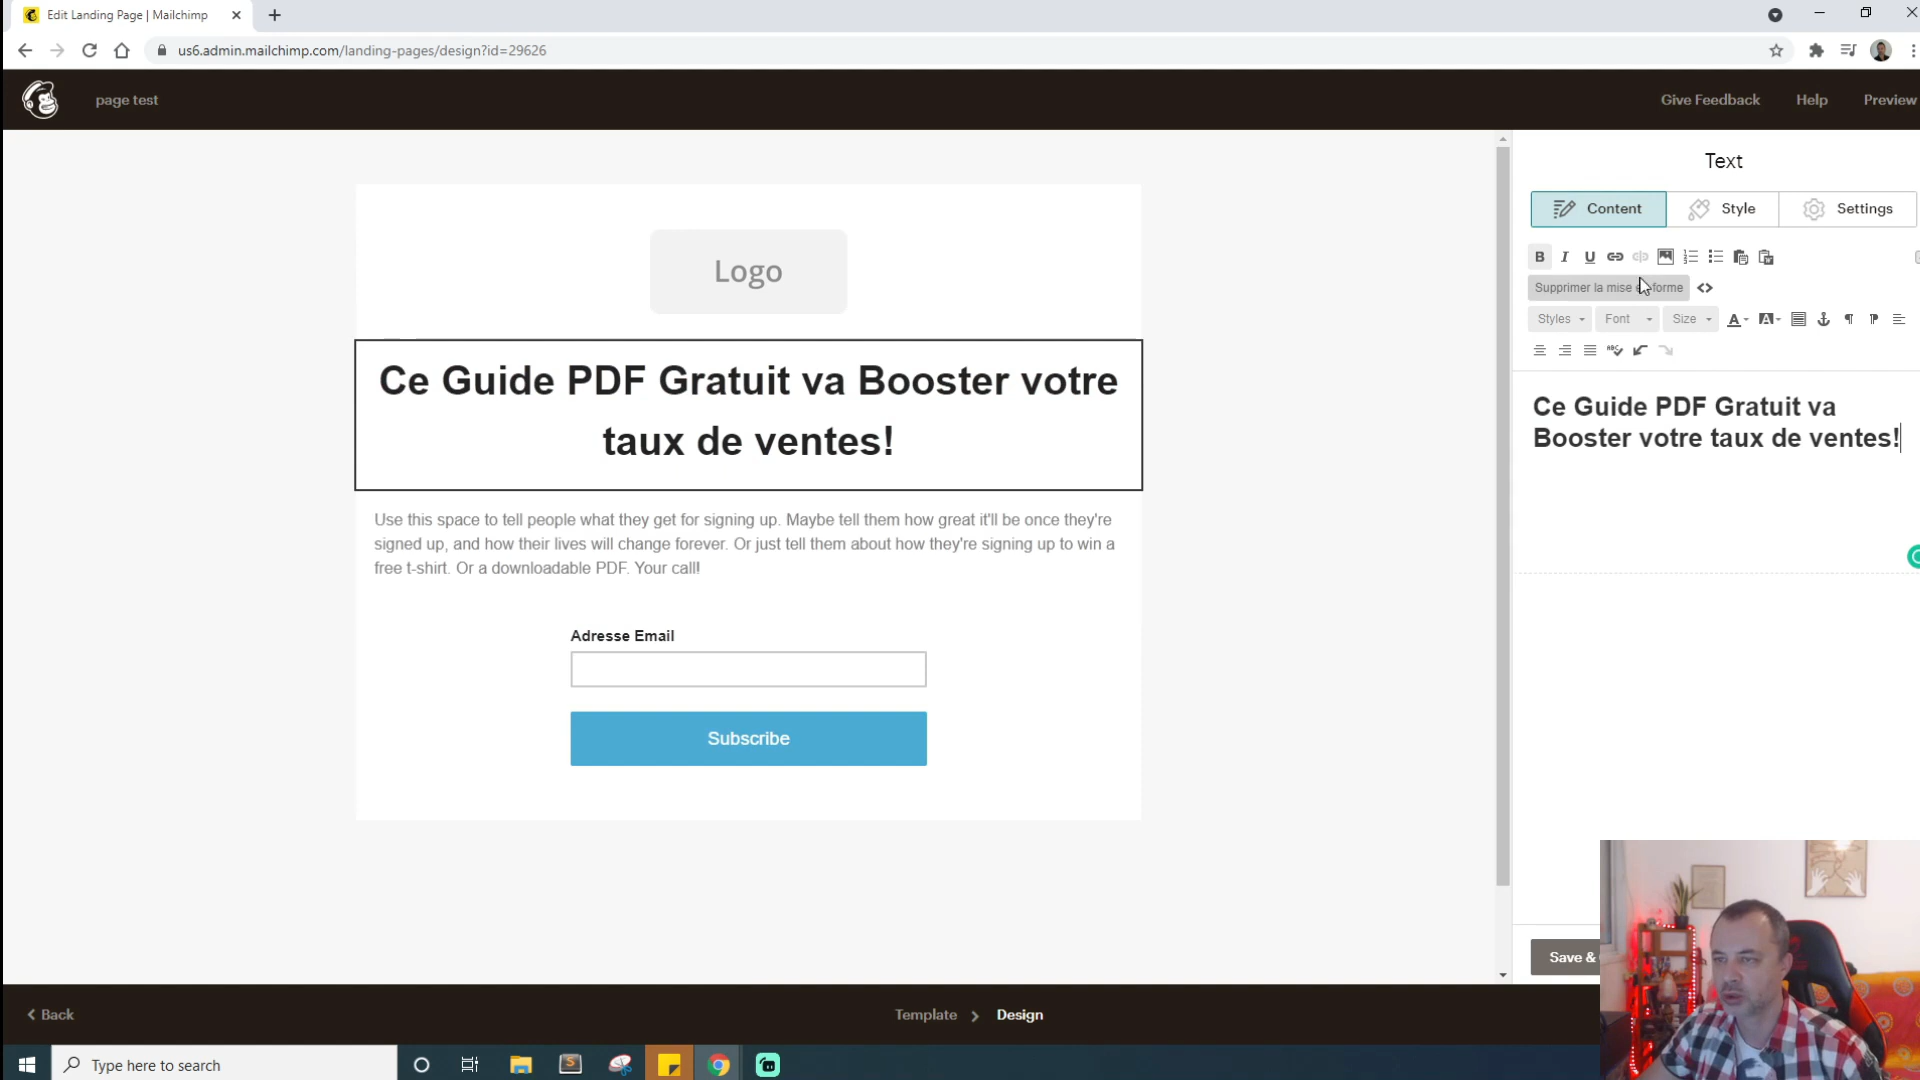 Edit Landing Page | Mailchimp
us6.admin.mailchimp.com/landing-pages/design?id=29626
page test
Give Feedback
Help
Preview
Text
Content
Style
Settings
Supprimer la mise
forme
Styles
Font
Size
Logo
Ce Guide PDF Gratuit va Booster votre
taux de ventes!
Ce Guide PDF Gratuit va
Booster votre taux de ventes!
Use this space to tell people what they get for signing up. Maybe tell them how great it'll be once they're
signed up, and how their lives will change forever. Or just tell them about how they're signing up to win a
free t-shirt. Or a downloadable PDF. Your call!
Adresse Email
Subscribe
Save &
Back
Template
Design
Type here to search